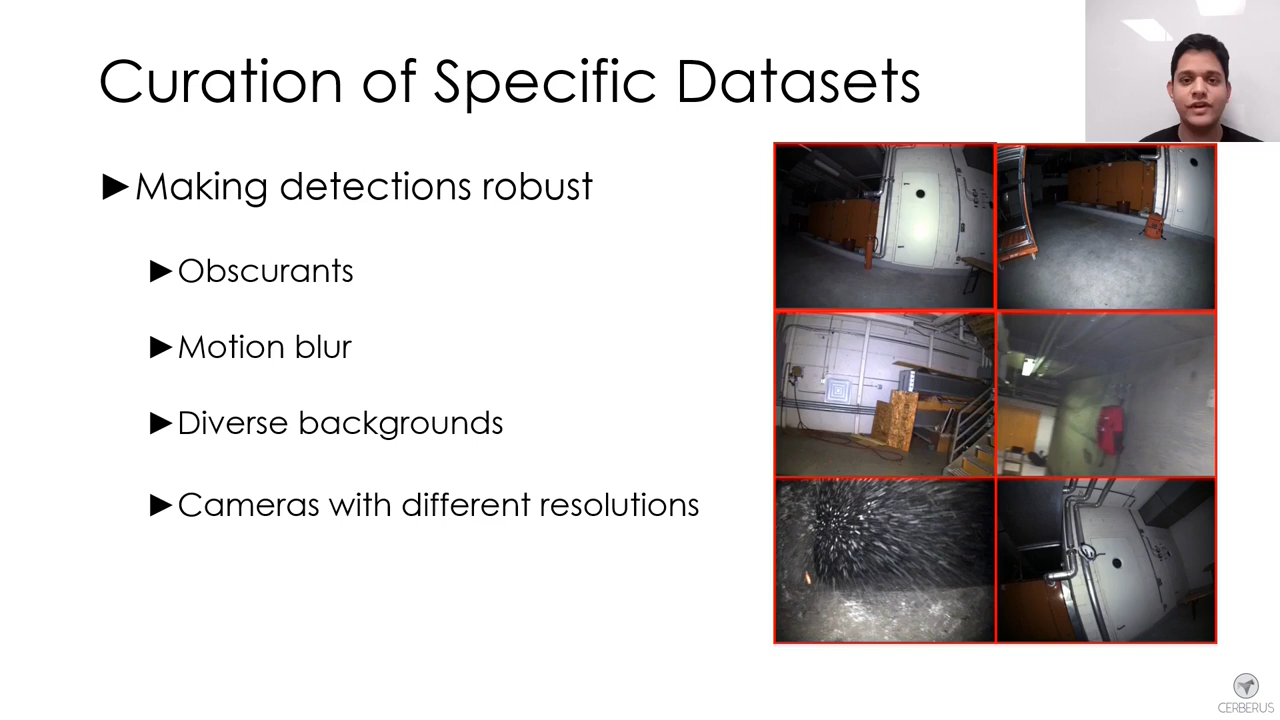 Curation of Specific Datasets
►Making detections robust
►Obscurants
►Motion blur
►Diverse backgrounds
►Cameras with different resolutions
CERBERUS